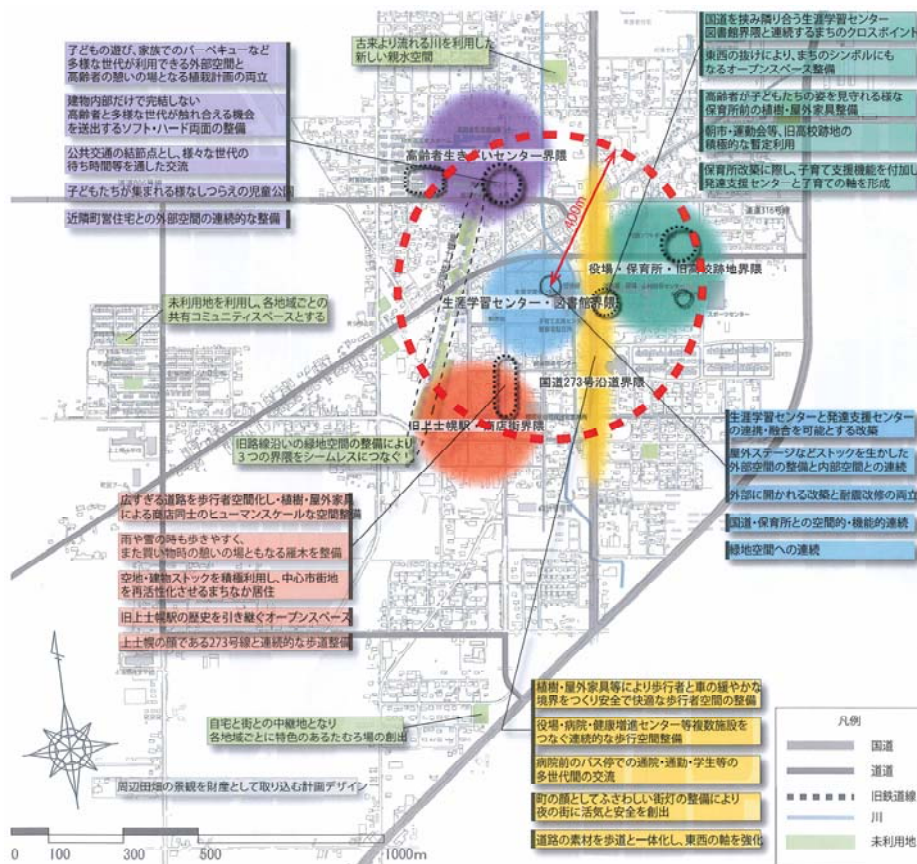 子どもの遊び、家族でのバーベキューなど
多様な世代が利用できる外部空間と
高齢者の憩いの場となる植栽計画の両立
建物内部だけで完結しない
高齢者と多様な世代が触れ合える機会
を送出するソフト・ハード両面の整備
公共交通の結節点とし、様々な世代の
待ち時間等を通した交流
子どもたちが集まれる様なしつらえの児童公園
近隣町営住宅との外部空間の連続的な整備
古来より流れる川を利用した
新しい親水空間
国道を挟み隣り合う生涯学習センター
図書館界隈と連続するまちのクロスポイント
東西の抜けにより、まちのシンボルにも
なるオープンスペース整備
高齢者が子どもたちの姿を見守れる様な
保育所前の植樹・屋外家具整備
朝市・運動会等、旧高校跡地の
積極的な暫定利用
保育所改築に際し、子育て支援機能を付加し
発達支援センターと子育ての軸を形成
高齢者生きがいセンター界隈
400m
道道316号線
役場・保育所・旧高校跡地界隈
生涯学習センター・図書館界隈
スポーツセンター
国道273号沿道界隈
旧上士幌駅・商店街界隈
未利用地を利用し、各地域ごとの
共有コミュニティスペースとする
旧路線沿いの緑地空間の整備により
3つの界隈をシームレスにつなぐ!
生涯学習センターと発達支援センター
の連携・融合を可能とする改築
屋外ステージなどストックを生かした
外部空間の整備と内部空間との連続
外部に開かれる改築と耐震改修の両立
国道・保育所との空間的・機能的連続
緑地空間への連続
広すぎる道路を歩行者空間化し・植樹・屋外家具
による商店同士のヒューマンスケールな空間整備
雨や雪の時も歩きやすく、
また買い物時の憩いの場ともなる雁木を整備
空地・建物ストックを積極利用し、中心市街地
を再活性化させるまちなか居住
旧上士幌駅の歴史を引き継ぐオープンスペース
上士幌の顔である273号線と連続的な歩道整備
自宅と街との中継地となり
各地域ごとに特色のあるたむろ場の創出
植樹・屋外家具等により歩行者と車の緩やかな
境界をつくり安全で快適な歩行者空間の整備
役場・病院・健康増進センター等複数施設を
つなぐ連続的な歩行空間整備
病院前のバス停での通院・通勤・学生等の
多世代間の交流
町の顔としてふさわしい街灯の整備により
夜の街に活気と安全を創出
道路の素材を歩道と一体化し、東西の軸を強化
周辺田畑の景観を財産として取り込む計画デザイン
凡例
国道
道道
旧鉄道線
川
未利用地
0 100 300 500 1000m